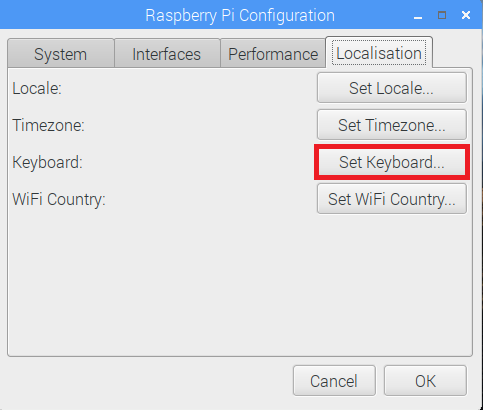 Raspberry Pi Configuration
System Interfaces Performance Localisation
Locale: Set Locale...
Timezone: Set Timezone...
Keyboard: Set Keyboard...
WiFi Country: Set WiFi Country...
Cancel OK